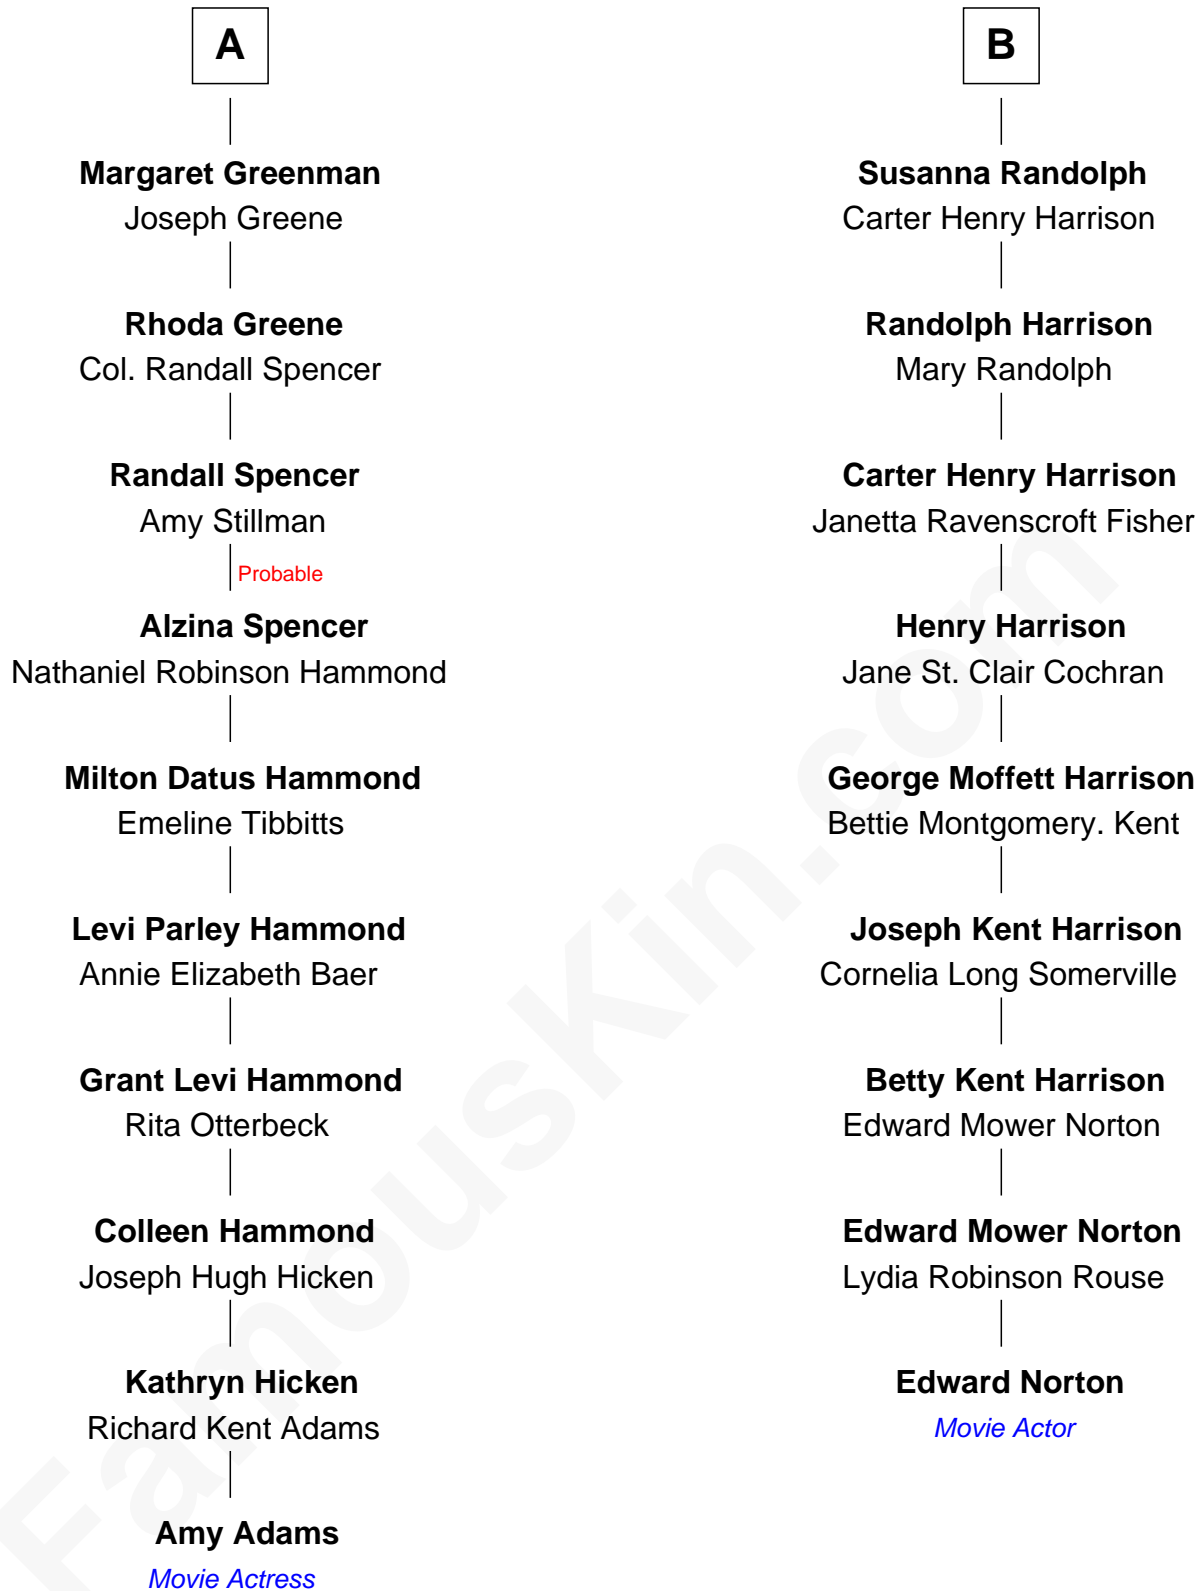 A
Margaret Greenman
Joseph Greene
Rhoda Greene
Col. Randall Spencer
Randall Spencer
Amy Stillman
Probable
Alzina Spencer
Nathaniel Robinson Hammond
Milton Datus Hammond
Emeline Tibbitts
Levi Parley Hammond
Annie Elizabeth Baer
Grant Levi Hammond
Rita Otterbeck
Colleen Hammond
Joseph Hugh Hicken
Kathryn Hicken
Richard Kent Adams
Amy Adams
Movie Actress
B
Susanna Randolph
Carter Henry Harrison
Randolph Harrison
Mary Randolph
Carter Henry Harrison
Janetta Ravenscroft Fisher
Henry Harrison
Jane St. Clair Cochran
George Moffett Harrison
Bettie Montgomery. Kent
Joseph Kent Harrison
Cornelia Long Somerville
Betty Kent Harrison
Edward Mower Norton
Edward Mower Norton
Lydia Robinson Rouse
Edward Norton
Movie Actor
FamousKin.com